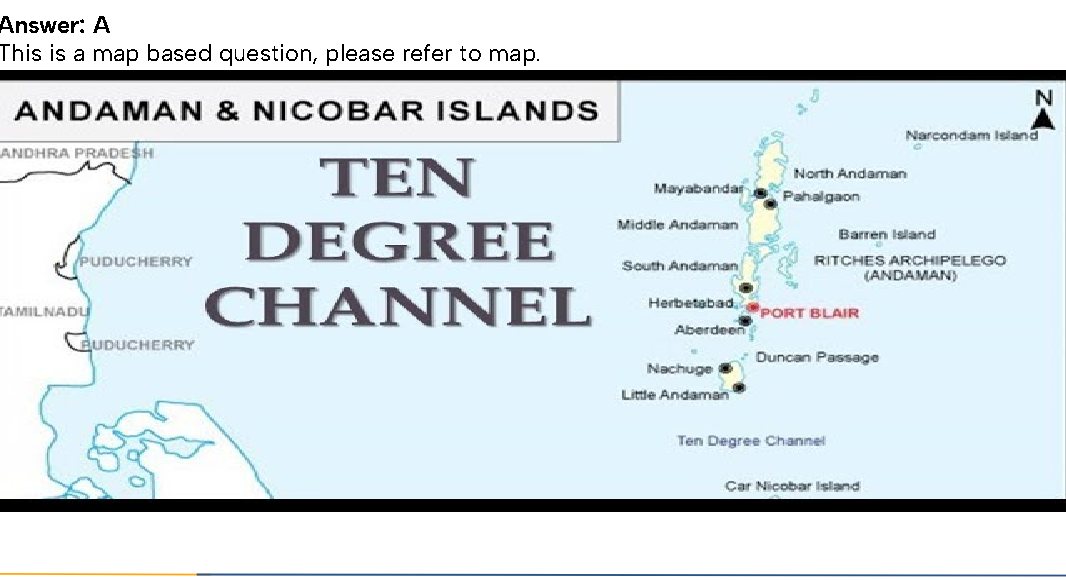 Answer: A
This is a map based question, please refer to map.
ANDAMAN & NICOBAR ISLANDS
N
Narcondam Island
ANDHRA PRADESH
TEN
DEGREE
CHANNEL
North Andaman
Mayabandar
Pahalgaon
Middle Andaman
Barren Island
PUDUCHERRY
South Andaman
RITCHES ARCHIPELEGO
(ANDAMAN)
Herbetabad
TAMILNADU
PORT BLAIR
Aberdeen
PUDUCHERRY
Duncan Passage
Nachuge
Little Andaman
Ten Degree Channel
Car Nicobar Island